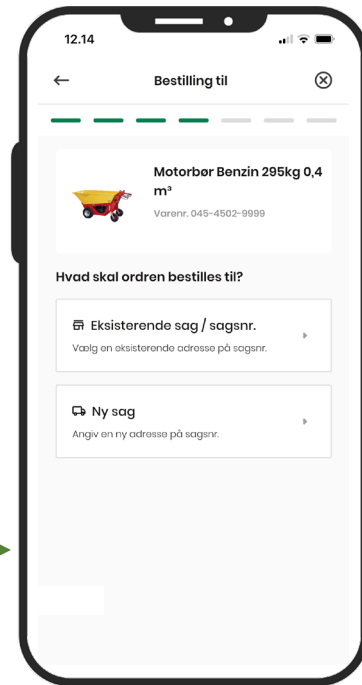 12.14
Bestilling til
Motorbør Benzin 295kg 0,4
m³
Varenr. 045-4502-9999
Hvad skal ordren bestilles til?
Eksisterende sag / sagsnr.
Vælg en eksisterende adresse på sagsnr.
Ny sag
Angiv en ny adresse på sagsnr.